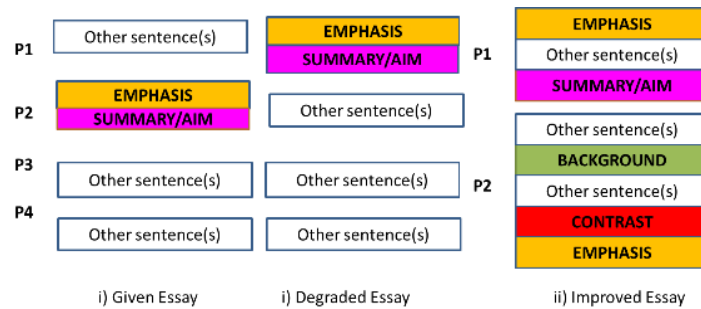 P1
Other sentence(s)
EMPHASIS
SUMMARY/AIM
P1
EMPHASIS
Other sentence(s)
SUMMARY/AIM
P2
EMPHASIS
SUMMARY/AIM
Other sentence(s)
P2
Other sentence(s)
BACKGROUND
Other sentence(s)
CONTRAST
EMPHASIS
P3
Other sentence(s)
Other sentence(s)
P4
Other sentence(s)
Other sentence(s)
i) Given Essay
i) Degraded Essay
ii) Improved Essay